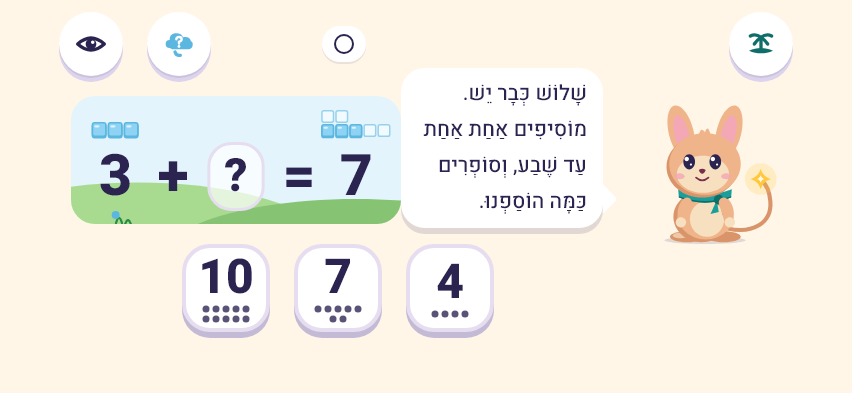 שָׁלוֹשׁ כְּבָר יֵשׁ.
מוֹסִיפִים אַחַת אַחַת
עַד שֶׁבַע, וְסוֹפְרִים
כַּמָּה הוֹסַפְנוּ.
3 + ? = 7
10
7
4